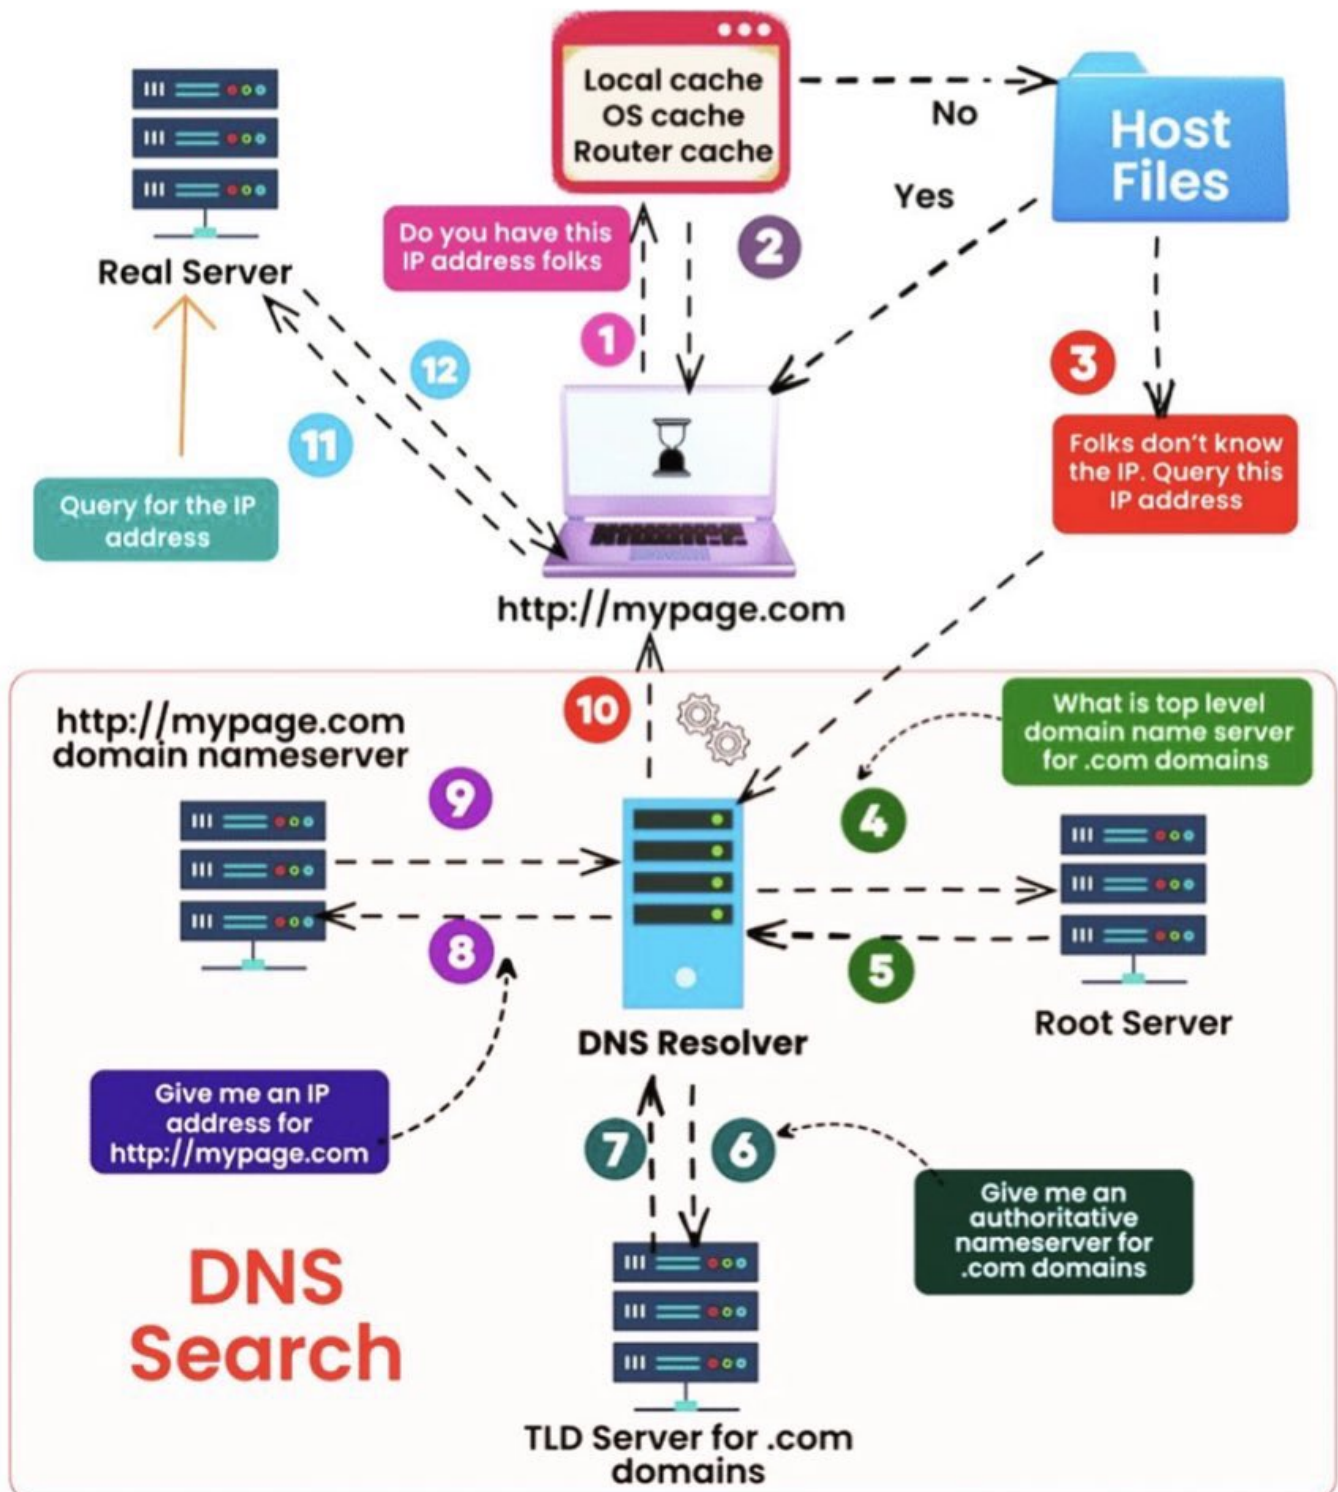 Local cache
OS cache
Router cache
No
Host
Files
Yes
Do you have this
IP address folks
2
Real Server
1
12
3
11
Folks don't know
the IP. Query this
IP address
Query for the IP
address
http://mypage.com
10
What is top level
domain name server
for .com domains
http://mypage.com
domain nameserver
9
4
8
5
Root Server
DNS Resolver
Give me an IP
address for
http://mypage.com
7
6
Give me an
authoritative
nameserver for
.com domains
DNS
Search
TLD Server for .com
domains